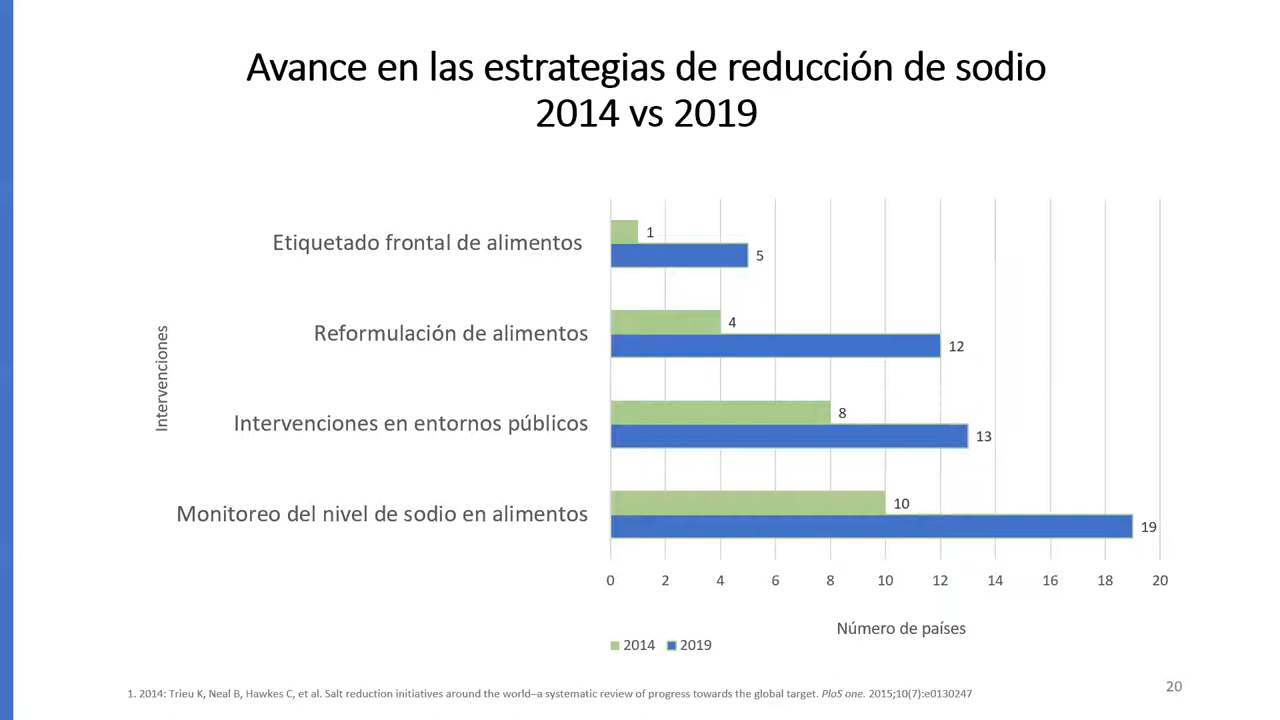 Avance en las estrategias de reducción de sodio
2014 vs 2019
Intervenciones
Etiquetado frontal de alimentos
1
5
Reformulación de alimentos
4
12
Intervenciones en entornos públicos
8
13
Monitoreo del nivel de sodio en alimentos
10
19
0 2 4 6 8 10 12 14 16 18 20
Número de países
2014 2019
1. 2014: Trieu K, Neal B, Hawkes C, et al. Salt reduction initiatives around the world–a systematic review of progress towards the global target. PloS one. 2015;10(7):e0130247
20